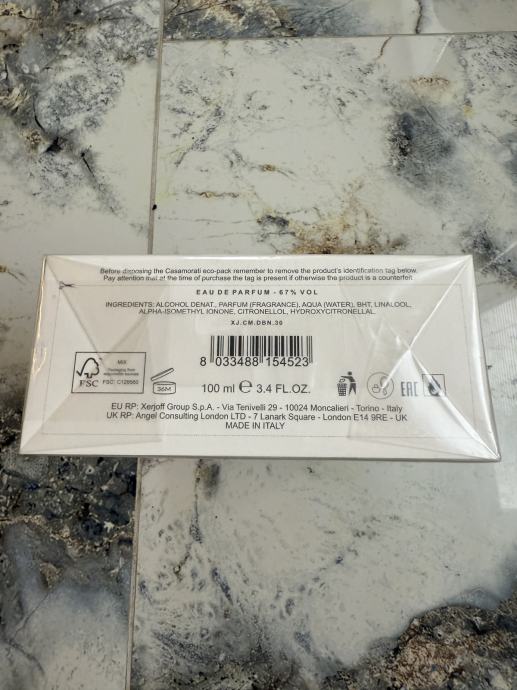 Before disposing the Casamorati eco-pack remember to remove the product's identification tag below.
Pay attention that at the time of purchase the tag is present if otherwise the product is a counterfeit
EAU DE PARFUM - 67% VOL
INGREDIENTS: ALCOHOL DENAT., PARFUM (FRAGRANCE), AQUA (WATER), BHT, LINALOOL,
ALPHA-ISOMETHYL IONONE, CITRONELLOL, HYDROXYCITRONELLAL.
XJ.CM.DBN.30
8 033488 154523
FSC
MIX
Packaging from
responsible sources
FSC
36M
100 ml e 3.4 FL.OZ.
EAC
EU RP: Xerjoff Group S.p.A. - Via Tenivelli 29 - 10024 Moncalieri - Torino - Italy
UK RP: Angel Consulting London LTD - 7 Lanark Square - London E14 9RE - UK
MADE IN ITALY